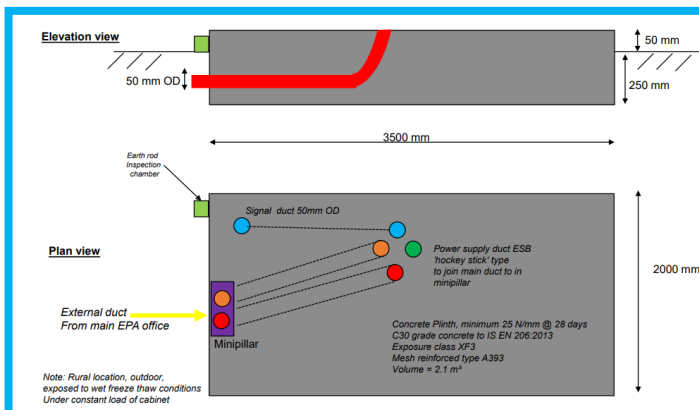 Elevation view
50 mm
50 mm OD
250 mm
3500 mm
Earth rod
Inspection
chamber
Signal duct 50mm OD
Plan view
Power supply duct ESB
'hockey stick' type
to join main duct to in
minipillar
2000 mm
External duct
From main EPA office
Minipillar
Concrete Plinth, minimum 25 N/mm @ 28 days
C30 grade concrete to IS EN 206:2013
Exposure class XF3
Mesh reinforced type A393
Volume = 2.1 m³
Note: Rural location, outdoor,
exposed to wet freeze thaw conditions
Under constant load of cabinet